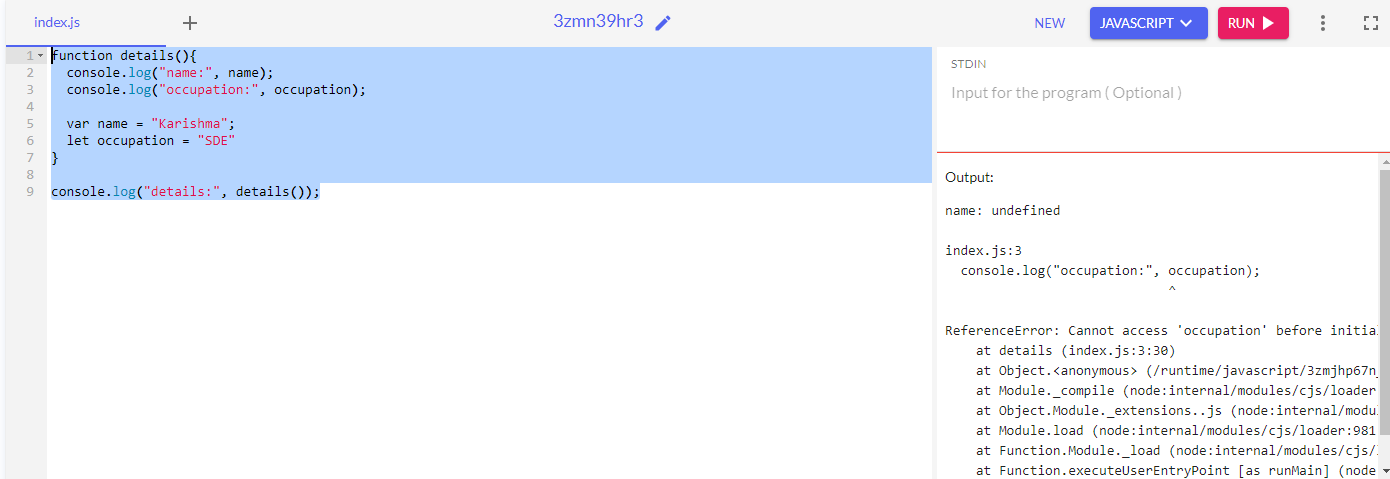 index.js + 3zmn39hr3 NEW JAVASCRIPT RUN
1 function details(){
2 console.log("name:", name);
3 console.log("occupation:", occupation);
4
5 var name = "Karishma";
6 let occupation = "SDE"
7 }
8
9 console.log("details:", details());
STDIN
Input for the program ( Optional )
Output:
name: undefined
index.js:3
console.log("occupation:", occupation);
^
ReferenceError: Cannot access 'occupation' before initia
at details (index.js:3:30)
at Object.<anonymous> (/runtime/javascript/3zmjhp67n_
at Module._compile (node:internal/modules/cjs/loader
at Object.Module._extensions..js (node:internal/modu
at Module.load (node:internal/modules/cjs/loader:981
at Function.Module._load (node:internal/modules/cjs/
at Function.executeUserEntryPoint [as runMain] (node